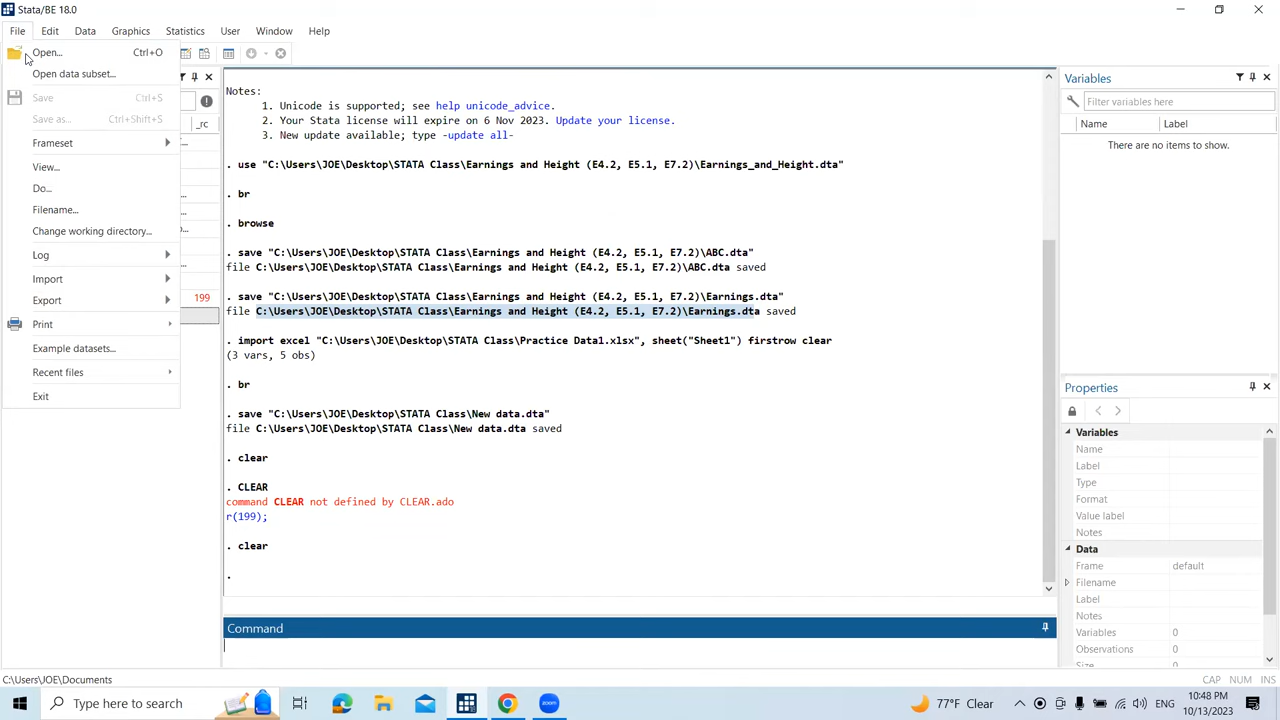 Stata/BE 18.0
File Edit Data Graphics Statistics User Window Help
Open... Ctrl+O
Open data subset...
Save Ctrl+S
Save as... Ctrl+Shift+S
Frameset
View...
Do...
Filename...
Change working directory...
Log
Import
Export
Print
Example datasets...
Recent files
Exit
_rc
199
Notes:
1. Unicode is supported; see help unicode_advice.
2. Your Stata license will expire on 6 Nov 2023. Update your license.
3. New update available; type -update all-
. use "C:\Users\JOE\Desktop\STATA Class\Earnings and Height (E4.2, E5.1, E7.2)\Earnings_and_Height.dta"
. br
. browse
. save "C:\Users\JOE\Desktop\STATA Class\Earnings and Height (E4.2, E5.1, E7.2)\ABC.dta"
file C:\Users\JOE\Desktop\STATA Class\Earnings and Height (E4.2, E5.1, E7.2)\ABC.dta saved
. save "C:\Users\JOE\Desktop\STATA Class\Earnings and Height (E4.2, E5.1, E7.2)\Earnings.dta"
file C:\Users\JOE\Desktop\STATA Class\Earnings and Height (E4.2, E5.1, E7.2)\Earnings.dta saved
. import excel "C:\Users\JOE\Desktop\STATA Class\Practice Data1.xlsx", sheet("Sheet1") firstrow clear
(3 vars, 5 obs)
. br
. save "C:\Users\JOE\Desktop\STATA Class\New data.dta"
file C:\Users\JOE\Desktop\STATA Class\New data.dta saved
. clear
. CLEAR
command CLEAR not defined by CLEAR.ado
r(199);
. clear
.
Command
Variables
Filter variables here
Name Label
There are no items to show.
Properties
Variables
Name
Label
Type
Format
Value label
Notes
Data
Frame default
Filename
Label
Notes
Variables 0
Observations 0
C:\Users\JOE\Documents
CAP NUM INS
Type here to search
zoom
77°F Clear
ENG
10:48 PM
10/13/2023